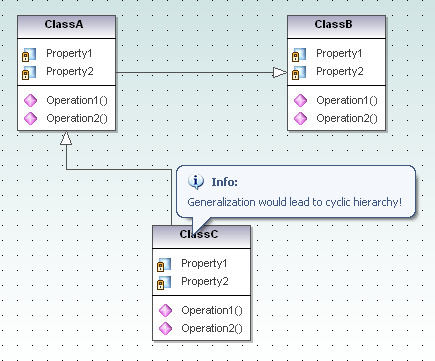 ClassA
Property1
Property2
Operation1()
Operation2()
ClassB
Property1
Property2
Operation1()
Operation2()
Info:
Generalization would lead to cyclic hierarchy!
ClassC
Property1
Property2
Operation1()
Operation2()